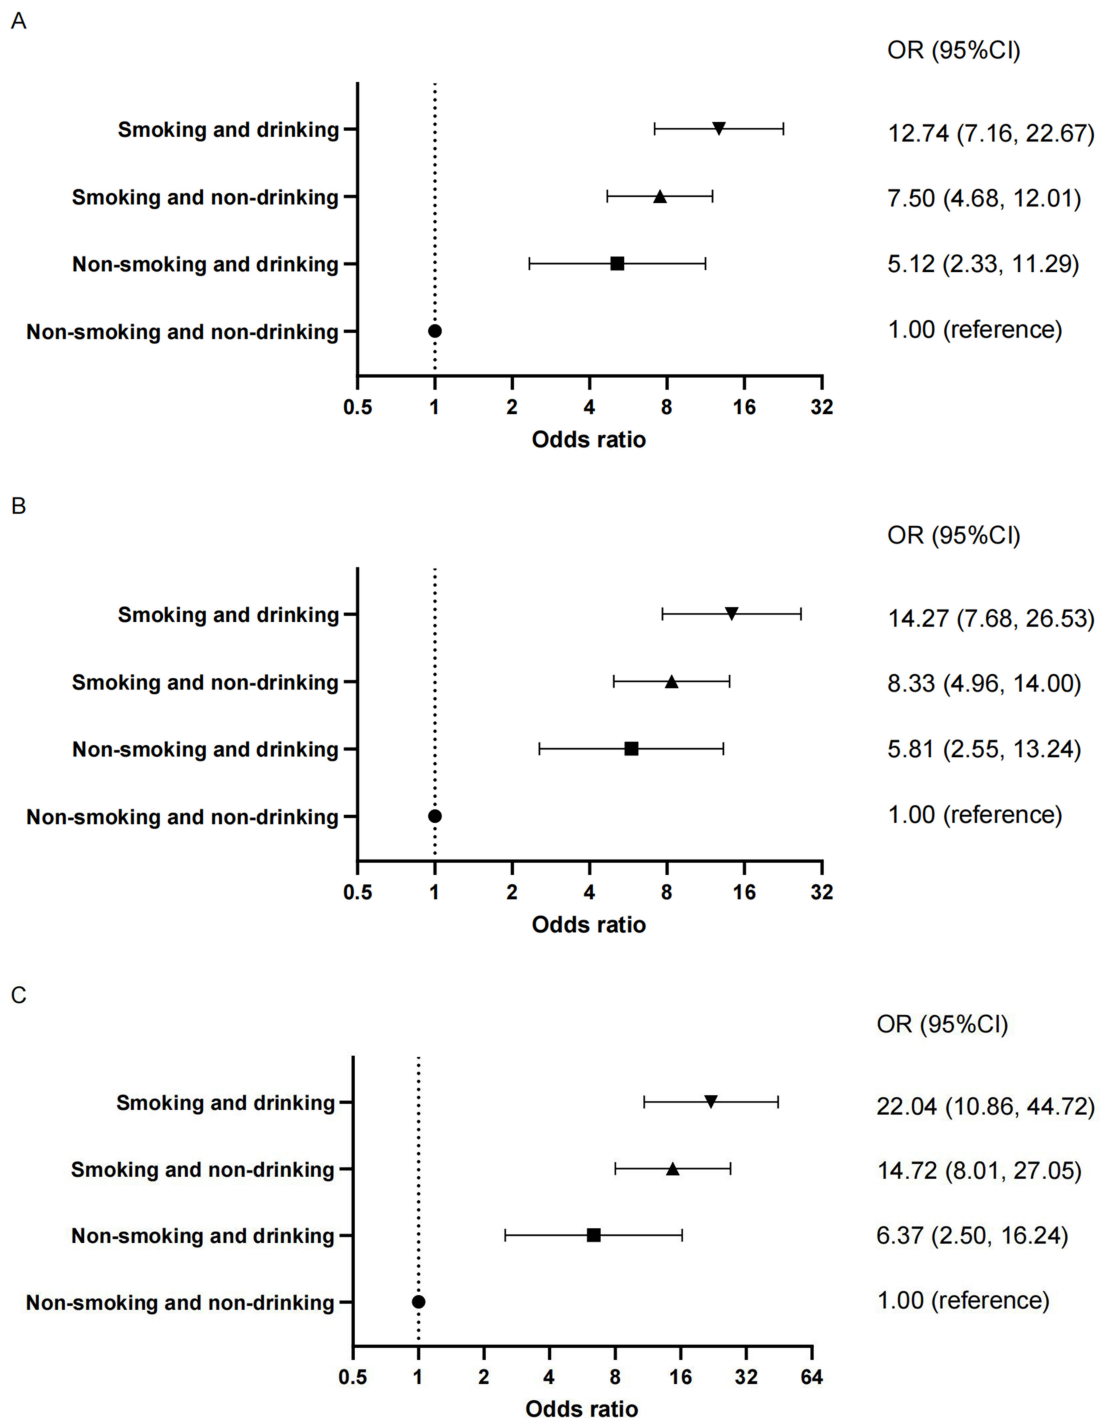 A
OR (95%CI)
Smoking and drinking 12.74 (7.16, 22.67)
Smoking and non-drinking 7.50 (4.68, 12.01)
Non-smoking and drinking 5.12 (2.33, 11.29)
Non-smoking and non-drinking 1.00 (reference)
0.5 1 2 4 8 16 32
Odds ratio
B
OR (95%CI)
Smoking and drinking 14.27 (7.68, 26.53)
Smoking and non-drinking 8.33 (4.96, 14.00)
Non-smoking and drinking 5.81 (2.55, 13.24)
Non-smoking and non-drinking 1.00 (reference)
0.5 1 2 4 8 16 32
Odds ratio
C
OR (95%CI)
Smoking and drinking 22.04 (10.86, 44.72)
Smoking and non-drinking 14.72 (8.01, 27.05)
Non-smoking and drinking 6.37 (2.50, 16.24)
Non-smoking and non-drinking 1.00 (reference)
0.5 1 2 4 8 16 32 64
Odds ratio